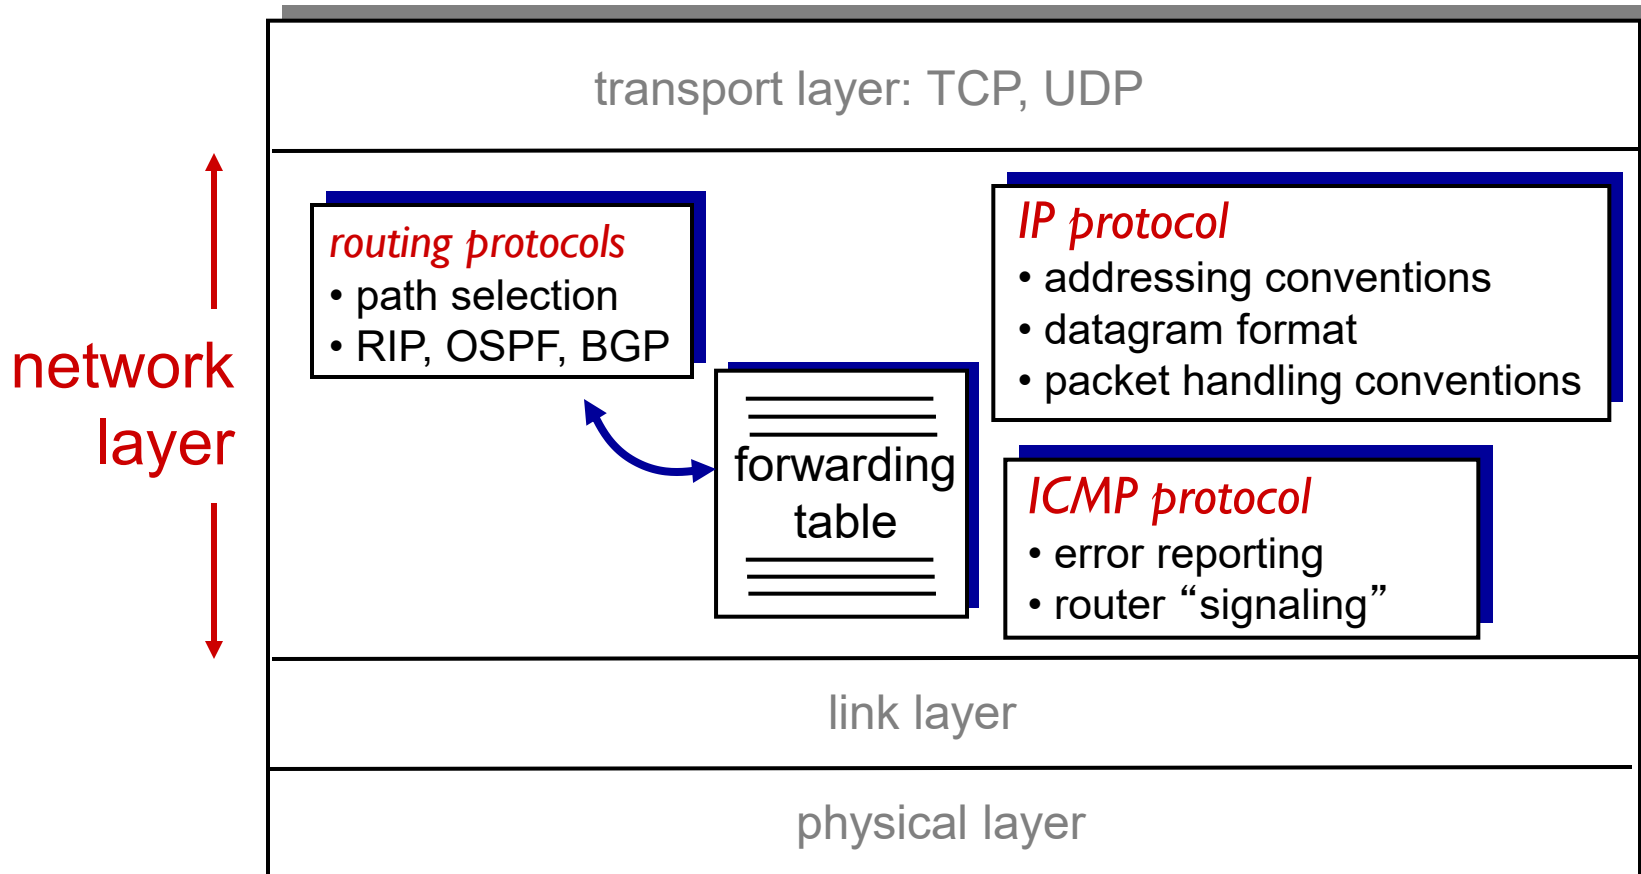 transport layer: TCP, UDP
network
layer
routing protocols
• path selection
• RIP, OSPF, BGP
forwarding
table
IP protocol
• addressing conventions
• datagram format
• packet handling conventions
ICMP protocol
• error reporting
• router “signaling”
link layer
physical layer